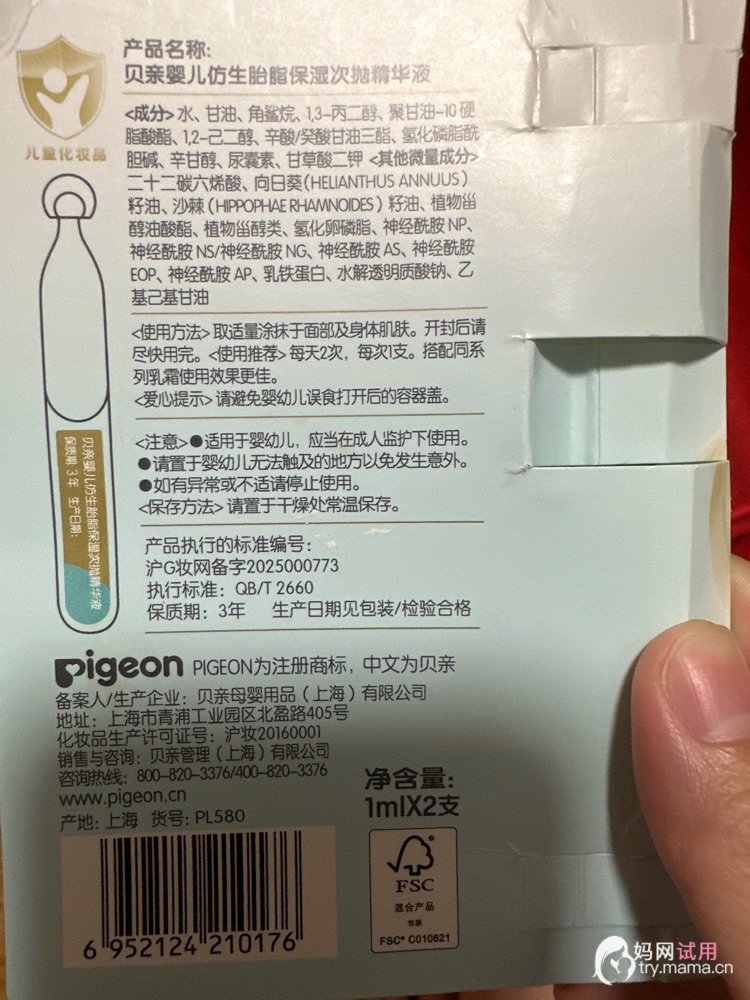 产品名称:
贝亲婴儿仿生胎脂保湿次抛精华液
儿童化妆品
<成分>水、甘油、角鲨烷、1,3-丙二醇、聚甘油-10 硬
脂酸酯、1,2-己二醇、辛酸/癸酸甘油三酯、氢化磷脂酰
胆碱、辛甘醇、尿囊素、甘草酸二钾<其他微量成分>
二十二碳六烯酸、向日葵(HELIANTHUS ANNUUS)
籽油、沙棘(HIPPOPHAE RHAMNOIDES)籽油、植物甾
醇油酸酯、植物甾醇类、氢化卵磷脂、神经酰胺 NP、
神经酰胺 NS/神经酰胺 NG、神经酰胺 AS、神经酰胺
EOP、神经酰胺 AP、乳铁蛋白、水解透明质酸钠、乙
基己基甘油
<使用方法>取适量涂抹于面部及身体肌肤。开封后请
尽快用完。<使用推荐>每天2次，每次1支。搭配同系
列乳霜使用效果更佳。
<爱心提示>请避免婴幼儿误食打开后的容器盖。
<注意>●适用于婴幼儿，应当在成人监护下使用。
●请置于婴幼儿无法触及的地方以免发生意外。
●如有异常或不适请停止使用。
<保存方法>请置于干燥处常温保存。
贝亲婴儿仿生胎脂保湿次抛精华液
保质期: 3年 生产日期:
产品执行的标准编号:
沪G妆网备字2025000773
执行标准: QB/T 2660
保质期: 3年 生产日期见包装/检验合格
pigeon PIGEON为注册商标，中文为贝亲
备案人/生产企业: 贝亲母婴用品（上海）有限公司
地址: 上海市青浦工业园区北盈路405号
化妆品生产许可证号: 沪妆20160001
销售与咨询: 贝亲管理（上海）有限公司
咨询热线: 800-820-3376/400-820-3376
www.pigeon.cn
产地: 上海 货号: PL580
净含量:
1mlX2支
6 952124 210176
FSC
混合产品
包装
FSC® C010621
妈网试用
try.mama.cn